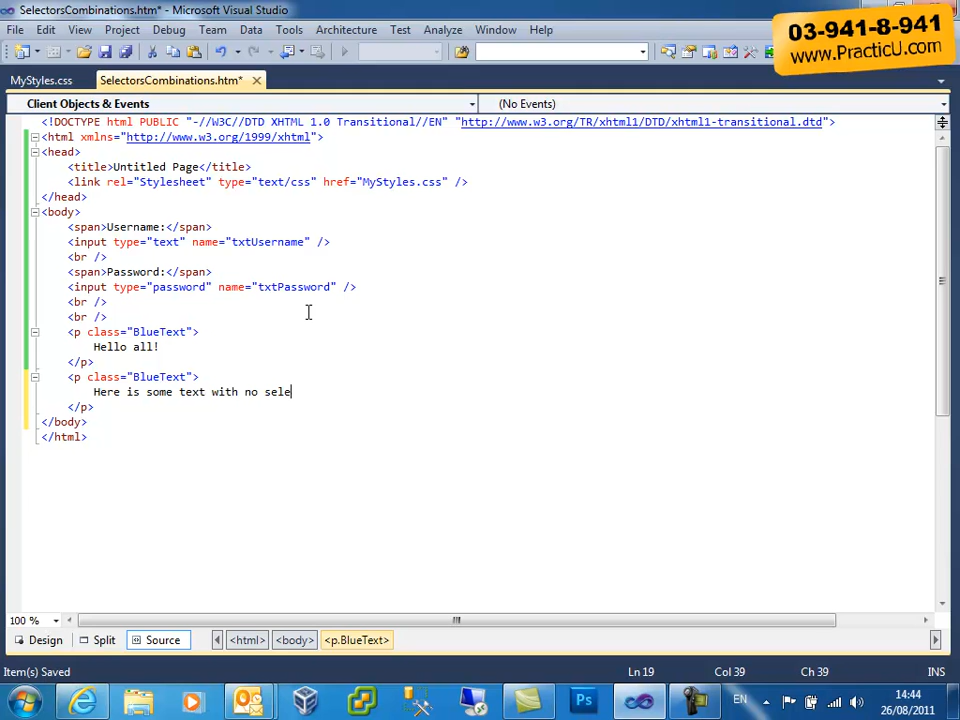 SelectorsCombinations.htm* - Microsoft Visual Studio
03-941-8-941
www.PracticU.com
File Edit View Project Debug Team Data Tools Architecture Test Analyze Window Help
MyStyles.css SelectorsCombinations.htm*
Client Objects & Events (No Events)
<!DOCTYPE html PUBLIC "-//W3C//DTD XHTML 1.0 Transitional//EN" "http://www.w3.org/TR/xhtml1/DTD/xhtml1-transitional.dtd">
<html xmlns="http://www.w3.org/1999/xhtml">
<head>
<title>Untitled Page</title>
<link rel="Stylesheet" type="text/css" href="MyStyles.css" />
</head>
<body>
<span>Username:</span>
<input type="text" name="txtUsername" />
<br />
<span>Password:</span>
<input type="password" name="txtPassword" />
<br />
<br />
<p class="BlueText">
Hello all!
</p>
<p class="BlueText">
Here is some text with no sele
</p>
</body>
</html>
100 %
Design Split Source <html> <body> <p.BlueText>
Item(s) Saved Ln 19 Col 39 Ch 39 INS
Ps EN 14:44
26/08/2011